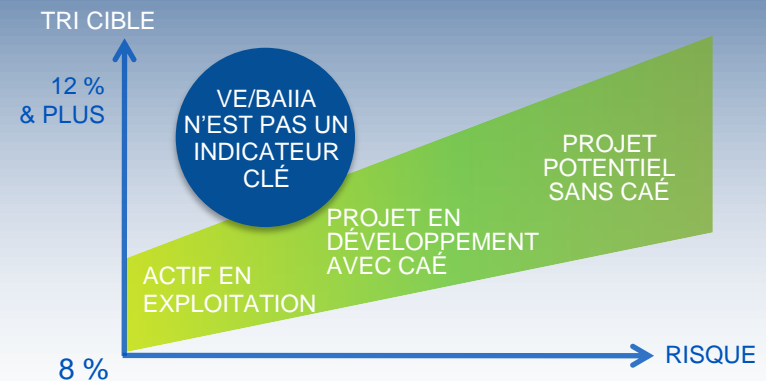 TRI CIBLE
12 %
& PLUS
VE/BAIIA
N'EST PAS UN
INDICATEUR
CLÉ
PROJET
POTENTIEL
SANS CAÉ
PROJET EN
DÉVELOPPEMENT
AVEC CAÉ
ACTIF EN
EXPLOITATION
RISQUE
8 %